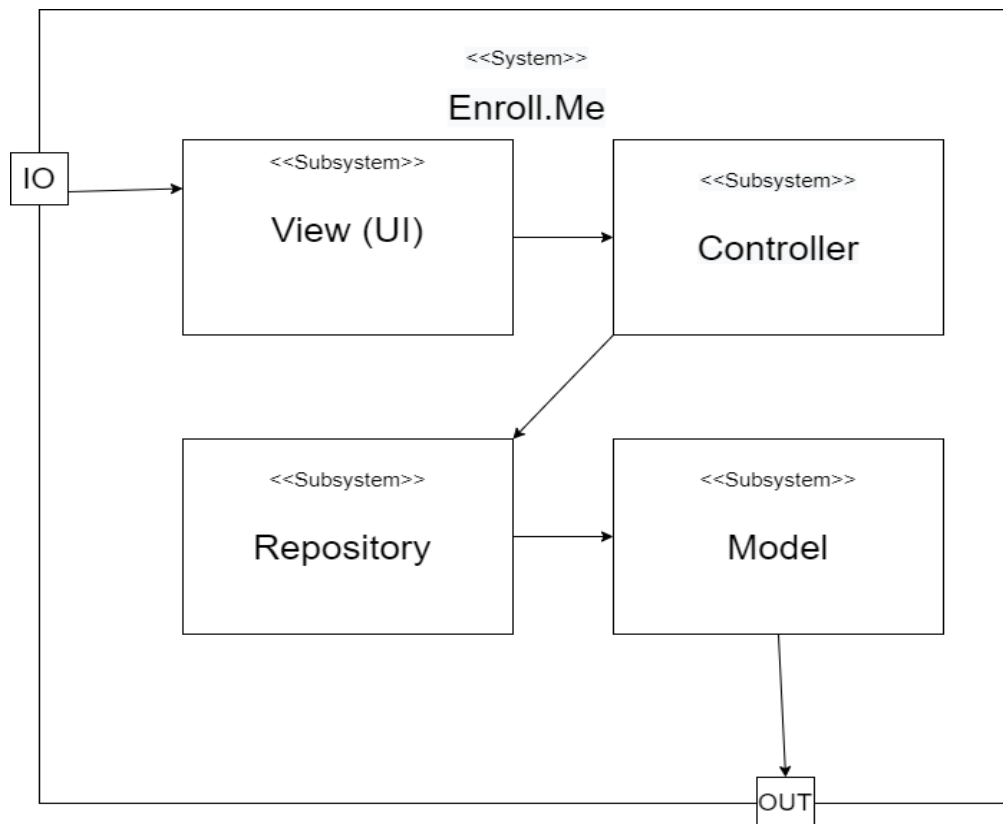 <<System>>
Enroll.Me
IO
<<Subsystem>>
View (UI)
<<Subsystem>>
Controller
<<Subsystem>>
Repository
<<Subsystem>>
Model
OUT